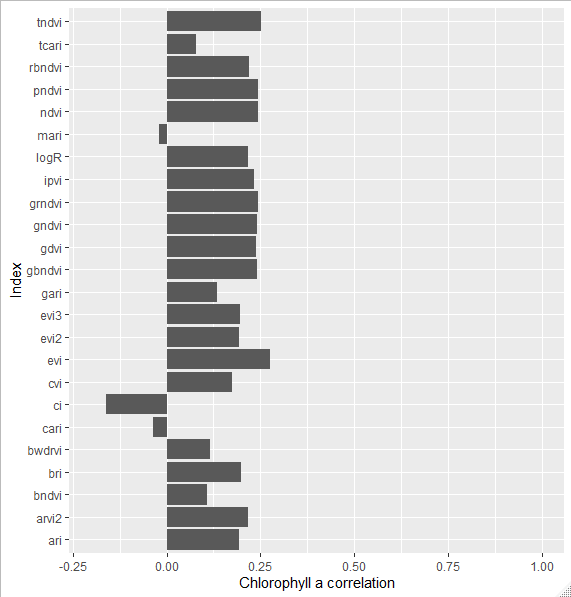 tndvi
tcari
rbndvi
pndvi
ndvi
mari
logR
ipvi
grndvi
gndvi
gdvi
gbndvi
gari
evi3
evi2
evi
cvi
ci
cari
bwdrvi
bri
bndvi
arvi2
ari
Index
-0.25 0.00 0.25 0.50 0.75 1.00
Chlorophyll a correlation